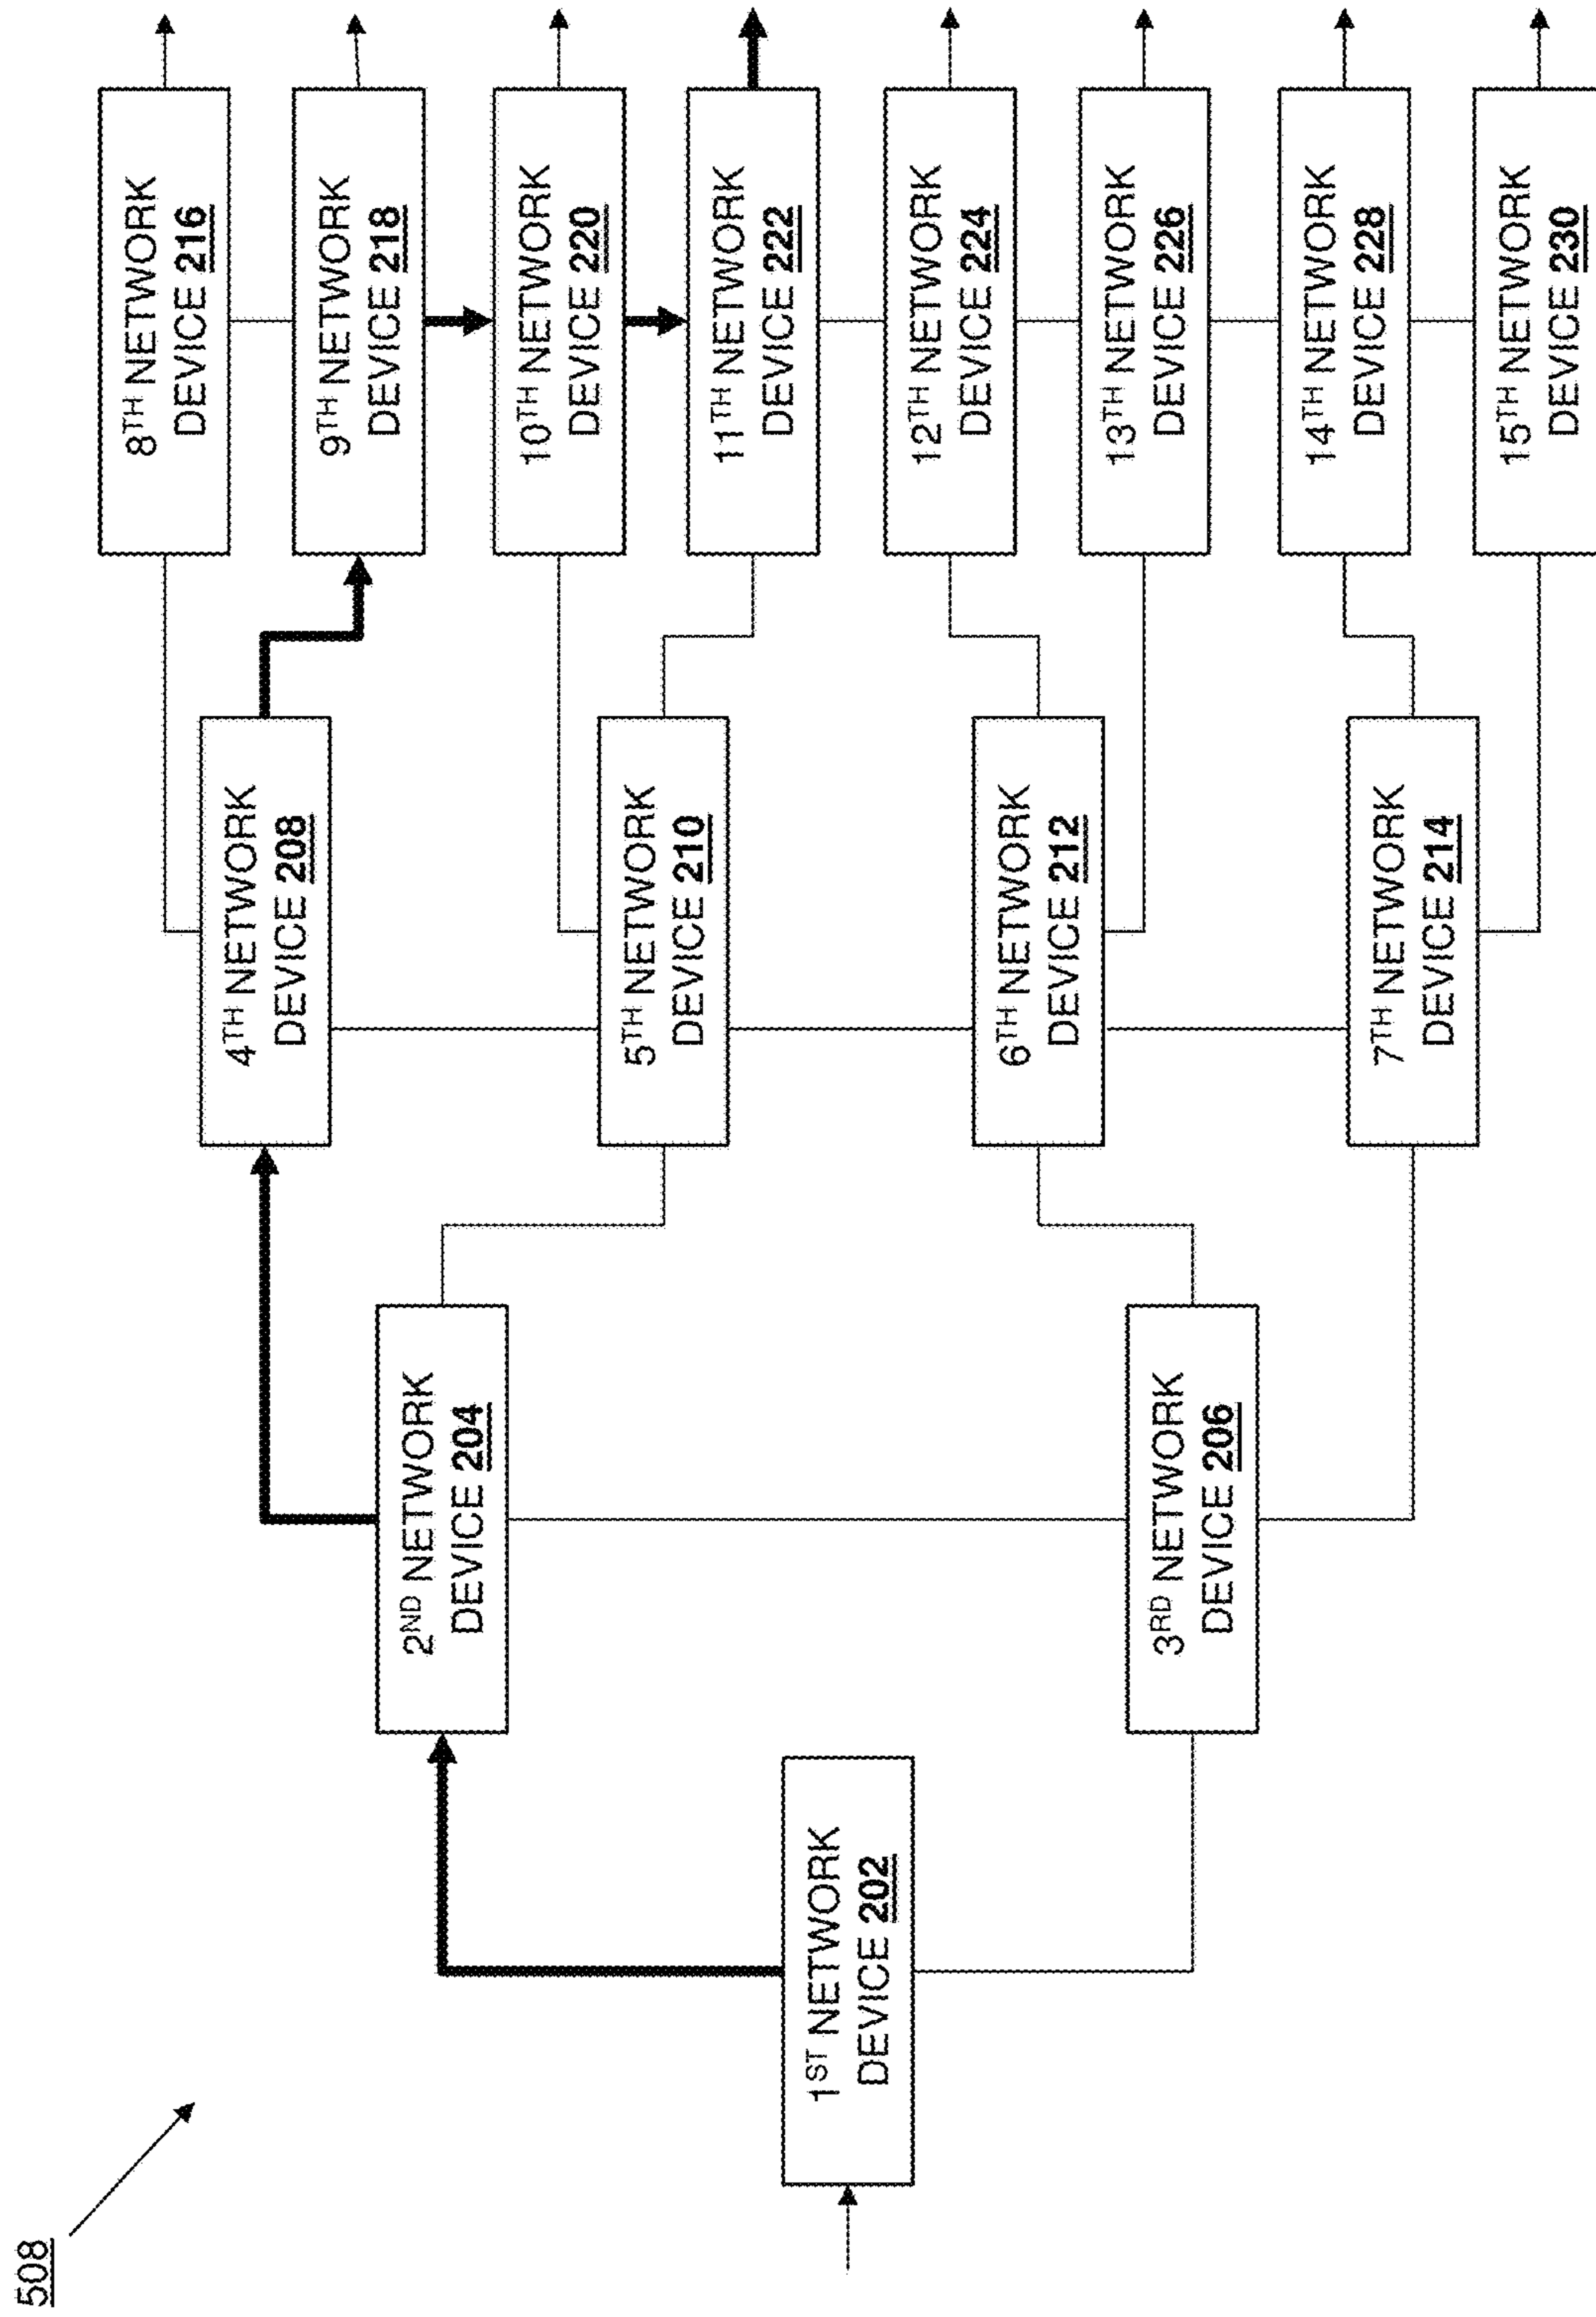 508
1ST NETWORK
DEVICE 202
2ND NETWORK
DEVICE 204
3RD NETWORK
DEVICE 206
4TH NETWORK
DEVICE 208
5TH NETWORK
DEVICE 210
6TH NETWORK
DEVICE 212
7TH NETWORK
DEVICE 214
8TH NETWORK
DEVICE 216
9TH NETWORK
DEVICE 218
10TH NETWORK
DEVICE 220
11TH NETWORK
DEVICE 222
12TH NETWORK
DEVICE 224
13TH NETWORK
DEVICE 226
14TH NETWORK
DEVICE 228
15TH NETWORK
DEVICE 230